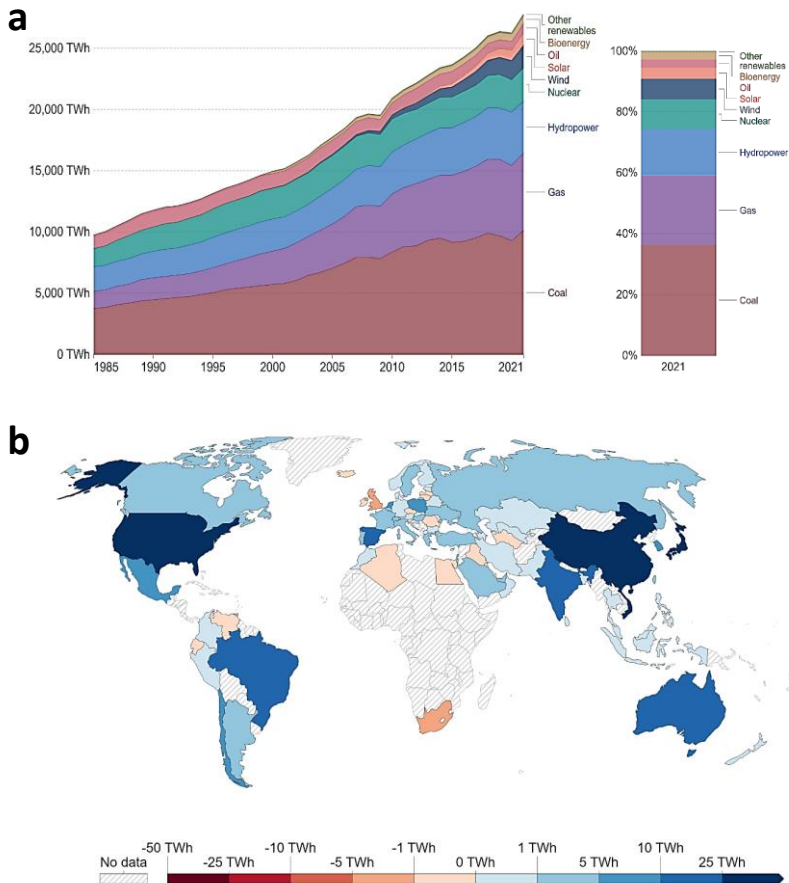 a
25,000 TWh
20,000 TWh
15,000 TWh
10,000 TWh
5,000 TWh
0 TWh
1985 1990 1995 2000 2005 2010 2015 2021
Other
renewables
Bioenergy
Oil
Solar
Wind
Nuclear
Hydropower
Gas
Coal
100%
80%
60%
40%
20%
0%
2021
Other
renewables
Bioenergy
Oil
Solar
Wind
Nuclear
Hydropower
Gas
Coal
b
-50 TWh -10 TWh -1 TWh 1 TWh 10 TWh
No data -25 TWh -5 TWh 0 TWh 5 TWh 25 TWh